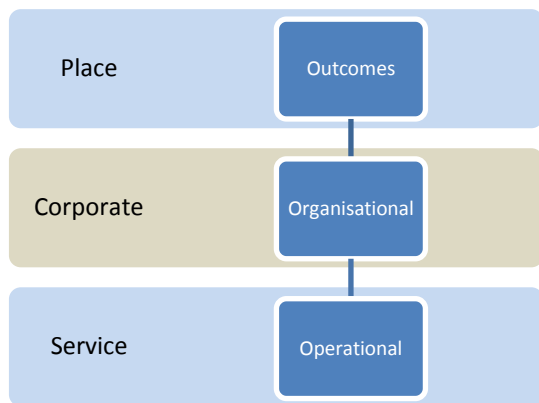 Place
Outcomes
Corporate
Organisational
Service
Operational